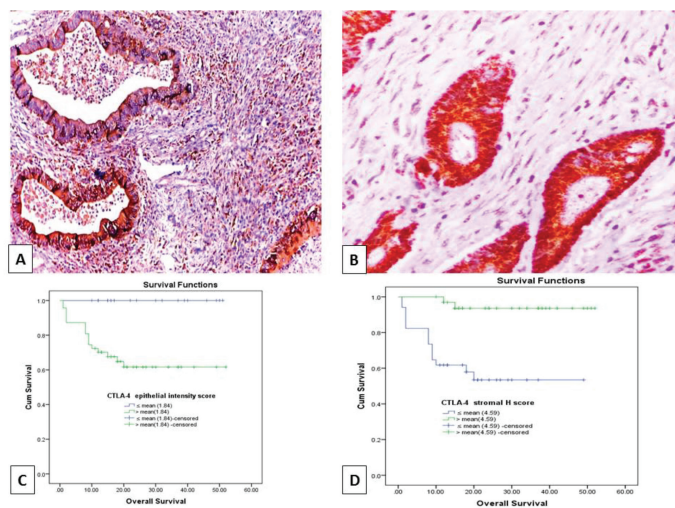 A
B
Survival Functions
Cum Survival
1.0
0.8
0.6
0.4
0.2
0.0
CTLA-4 epithelial intensity score
≤ mean (1.84)
> mean(1.84)
≤ mean (1.84)-censored
> mean(1.84) -censored
.00 10.00 20.00 30.00 40.00 50.00 60.00
Overall Survival
C
Survival Functions
Cum Survival
1.0
0.8
0.6
0.4
0.2
0.0
CTLA-4 stromal H score
≤ mean (4.59)
> mean(4.59)
≤ mean (4.59) -censored
> mean(4.59) -censored
.00 10.00 20.00 30.00 40.00 50.00 60.00
Overall Survival
D